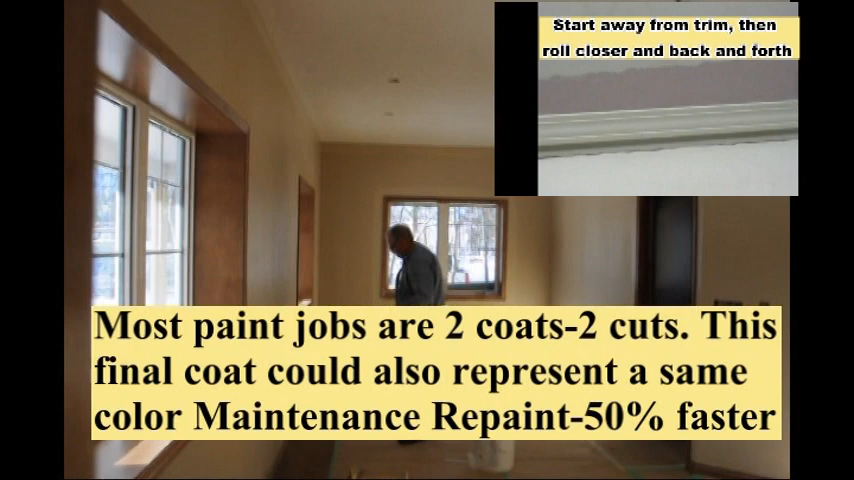 Start away from trim, then
roll closer and back and forth
Most paint jobs are 2 coats-2 cuts. This
final coat could also represent a same
color Maintenance Repaint-50% faster